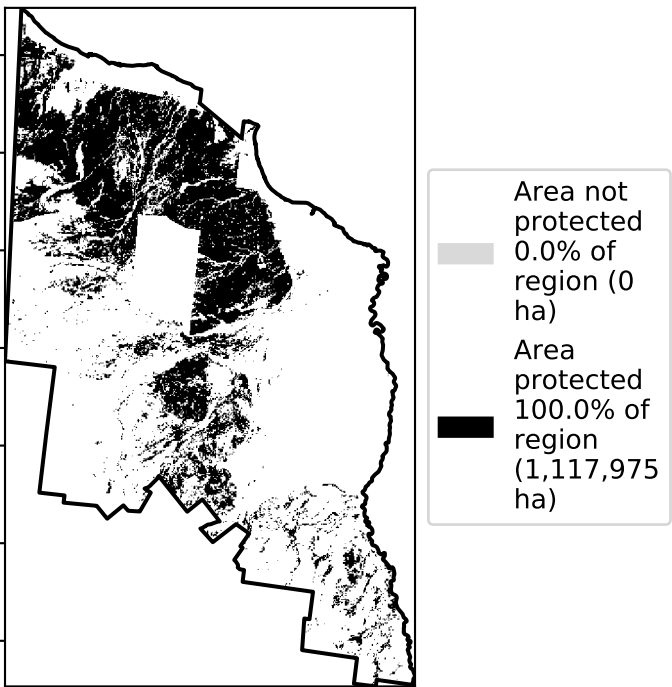 Area not
protected
0.0% of
region (0
ha)
Area
protected
100.0% of
region
(1,117,975
ha)